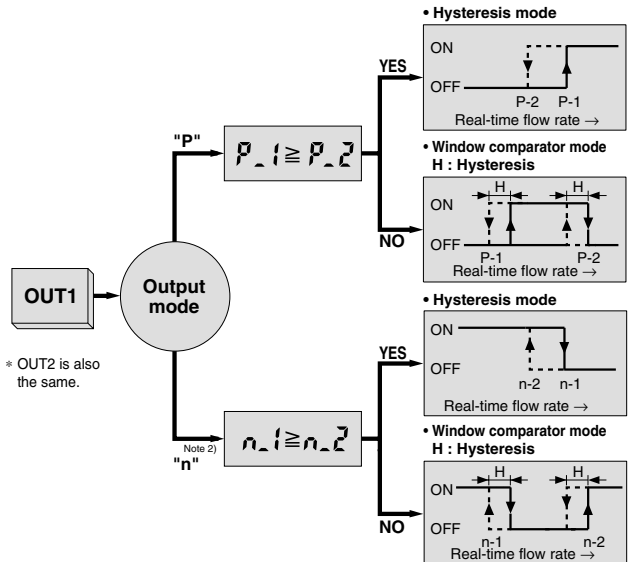 OUT1
* OUT2 is also
the same.
Output
mode
"P"
P_1 ≧ P_2
YES
• Hysteresis mode
ON
OFF
P-2 P-1
Real-time flow rate →
NO
• Window comparator mode
H : Hysteresis
H H
ON
OFF
P-1 P-2
Real-time flow rate →
Note 2)
"n"
n_1 ≧ n_2
YES
• Hysteresis mode
ON
OFF
n-2 n-1
Real-time flow rate →
NO
• Window comparator mode
H : Hysteresis
H H
ON
OFF
n-1 n-2
Real-time flow rate →